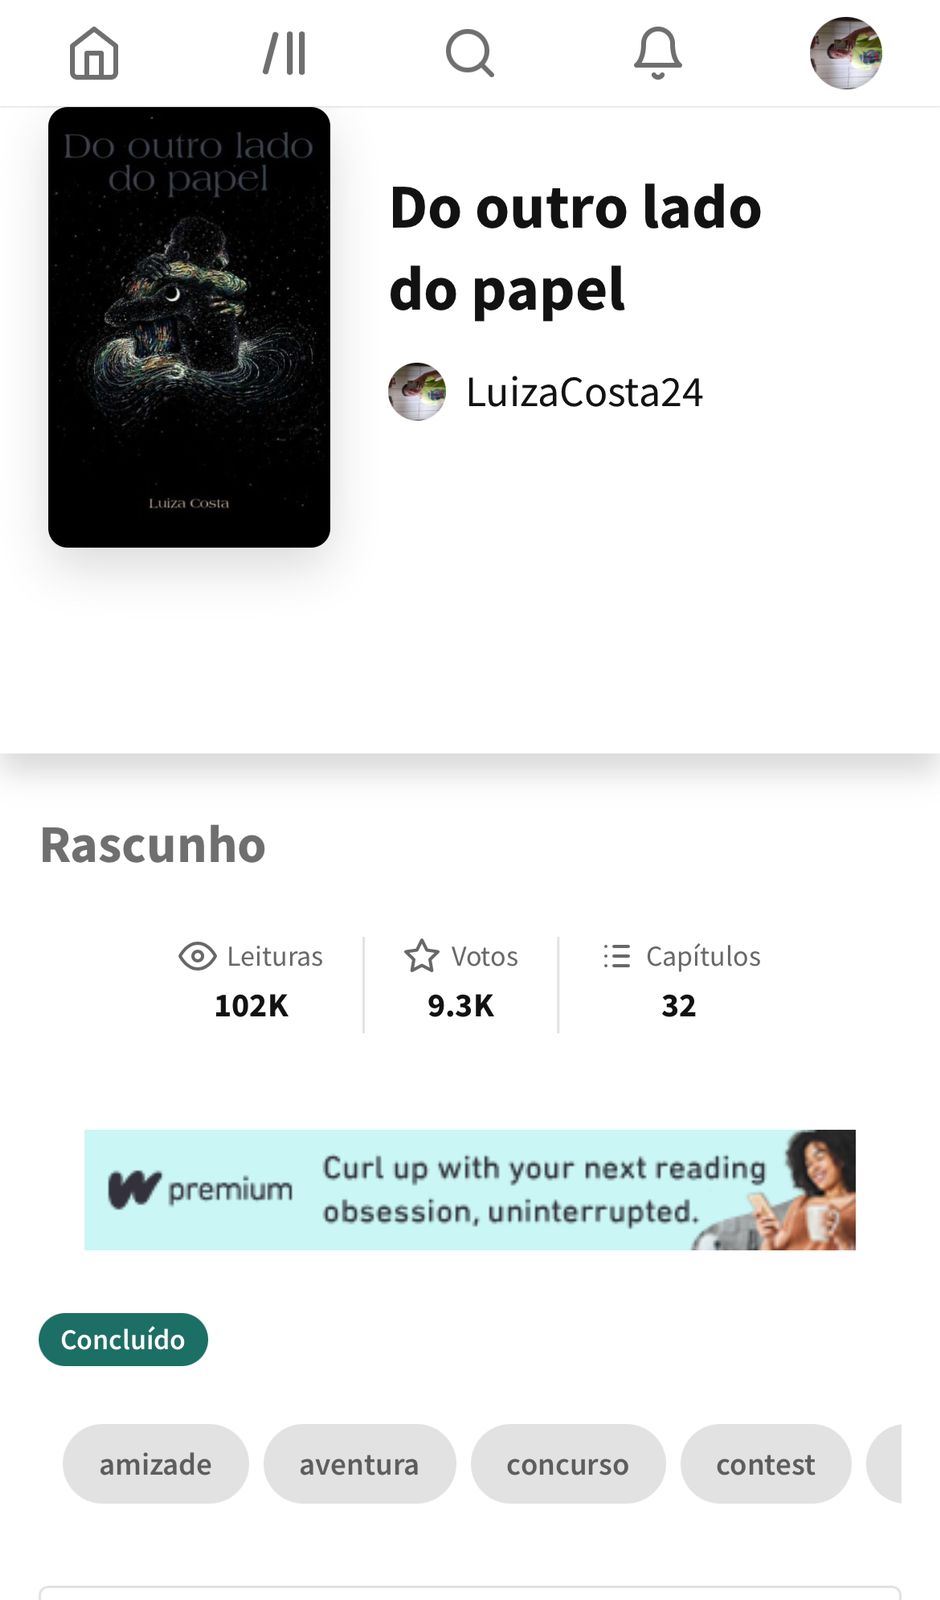 Do outro lado
do papel
Luiza Costa
Do outro lado
do papel
LuizaCosta24
Rascunho
Leituras
Votos
Capítulos
102K
9.3K
32
premium
Curl up with your next reading
obsession, uninterrupted.
Concluído
amizade
aventura
concurso
contest